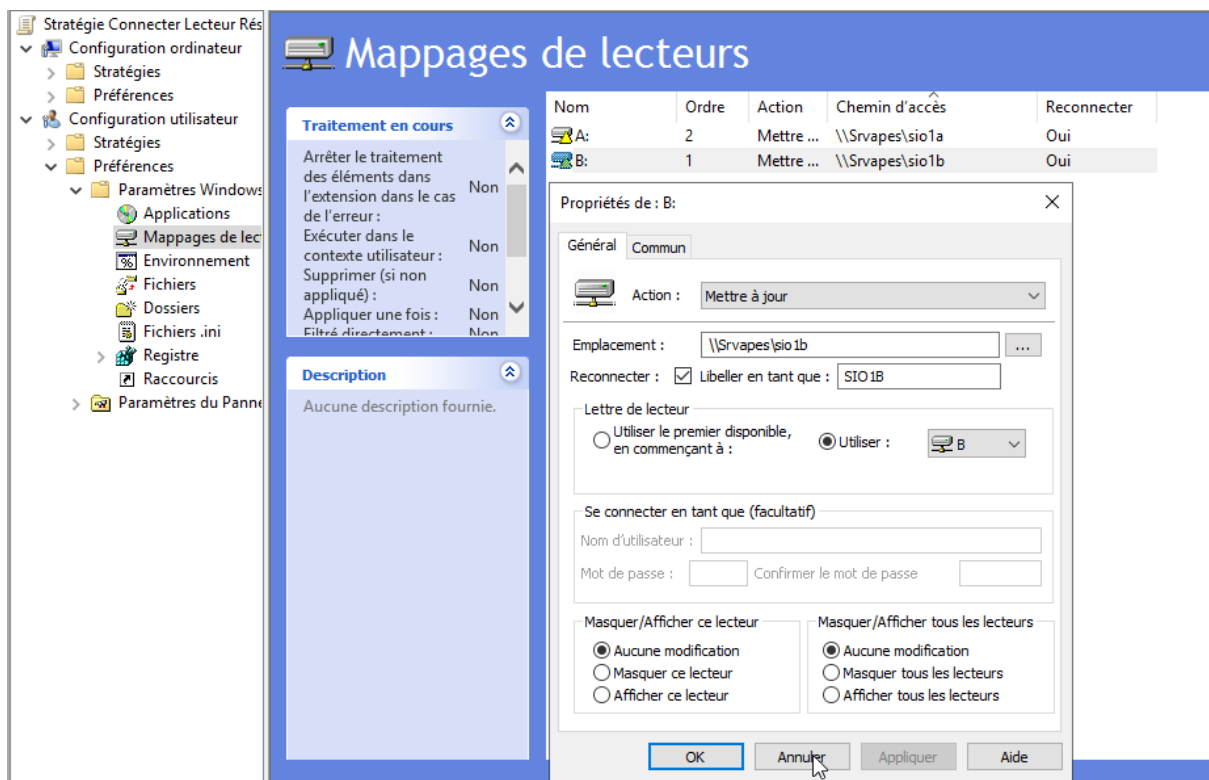 Stratégie Connecter Lecteur Rés
Configuration ordinateur
Stratégies
Préférences
Configuration utilisateur
Stratégies
Préférences
Paramètres Windows
Applications
Mappages de lec
Environnement
Fichiers
Dossiers
Fichiers .ini
Registre
Raccourcis
Paramètres du Panne
Mappages de lecteurs
Traitement en cours
Arrêter le traitement
des éléments dans
l'extension dans le cas
de l'erreur : Non
Exécuter dans le
contexte utilisateur : Non
Supprimer (si non
appliqué) : Non
Appliquer une fois : Non
Filtré directement : Non
Description
Aucune description fournie.
Nom Ordre Action Chemin d'accès Reconnecter
A: 2 Mettre ... \\Srvapes\sio1a Oui
B: 1 Mettre ... \\Srvapes\sio1b Oui
Propriétés de : B:
Général Commun
Action : Mettre à jour
Emplacement : \\Srvapes\sio1b ...
Reconnecter : Libeller en tant que : SIO1B
Lettre de lecteur
Utiliser le premier disponible,
en commençant à :
Utiliser : B
Se connecter en tant que (facultatif)
Nom d'utilisateur :
Mot de passe : Confirmer le mot de passe
Masquer/Afficher ce lecteur
Aucune modification
Masquer ce lecteur
Afficher ce lecteur
Masquer/Afficher tous les lecteurs
Aucune modification
Masquer tous les lecteurs
Afficher tous les lecteurs
OK Annuler Appliquer Aide